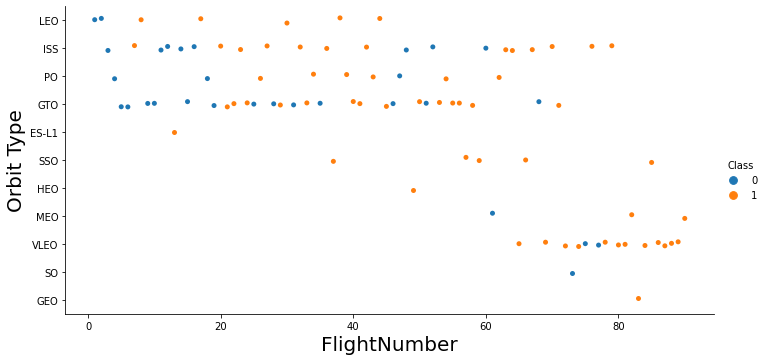 LEO
ISS
PO
GTO
ES-L1
SSO
HEO
MEO
VLEO
SO
GEO
Orbit Type
0 20 40 60 80
FlightNumber
Class
0
1